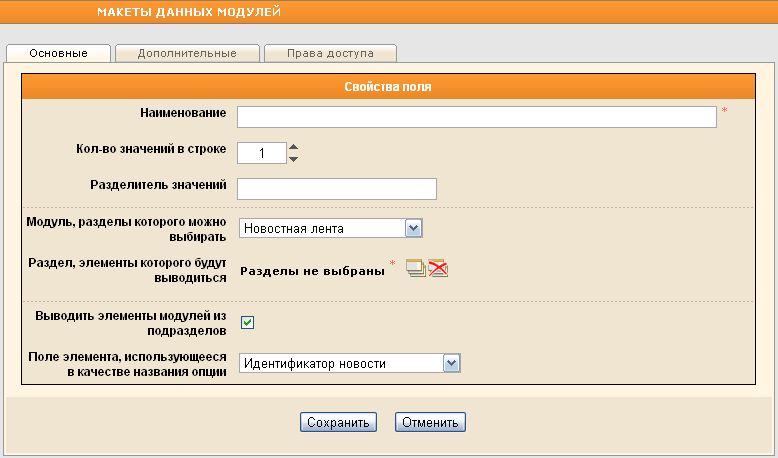 МАКЕТЫ ДАННЫХ МОДУЛЕЙ
Основные
Дополнительные
Права доступа
Свойства поля
Наименование
*
Кол-во значений в строке
1
Разделитель значений
Модуль, разделы которого можно
выбирать
Новостная лента
Раздел, элементы которого будут
выводиться
Разделы не выбраны *
Выводить элементы модулей из
подразделов
Поле элемента, использующееся
в качестве названия опции
Идентификатор новости
Сохранить
Отменить